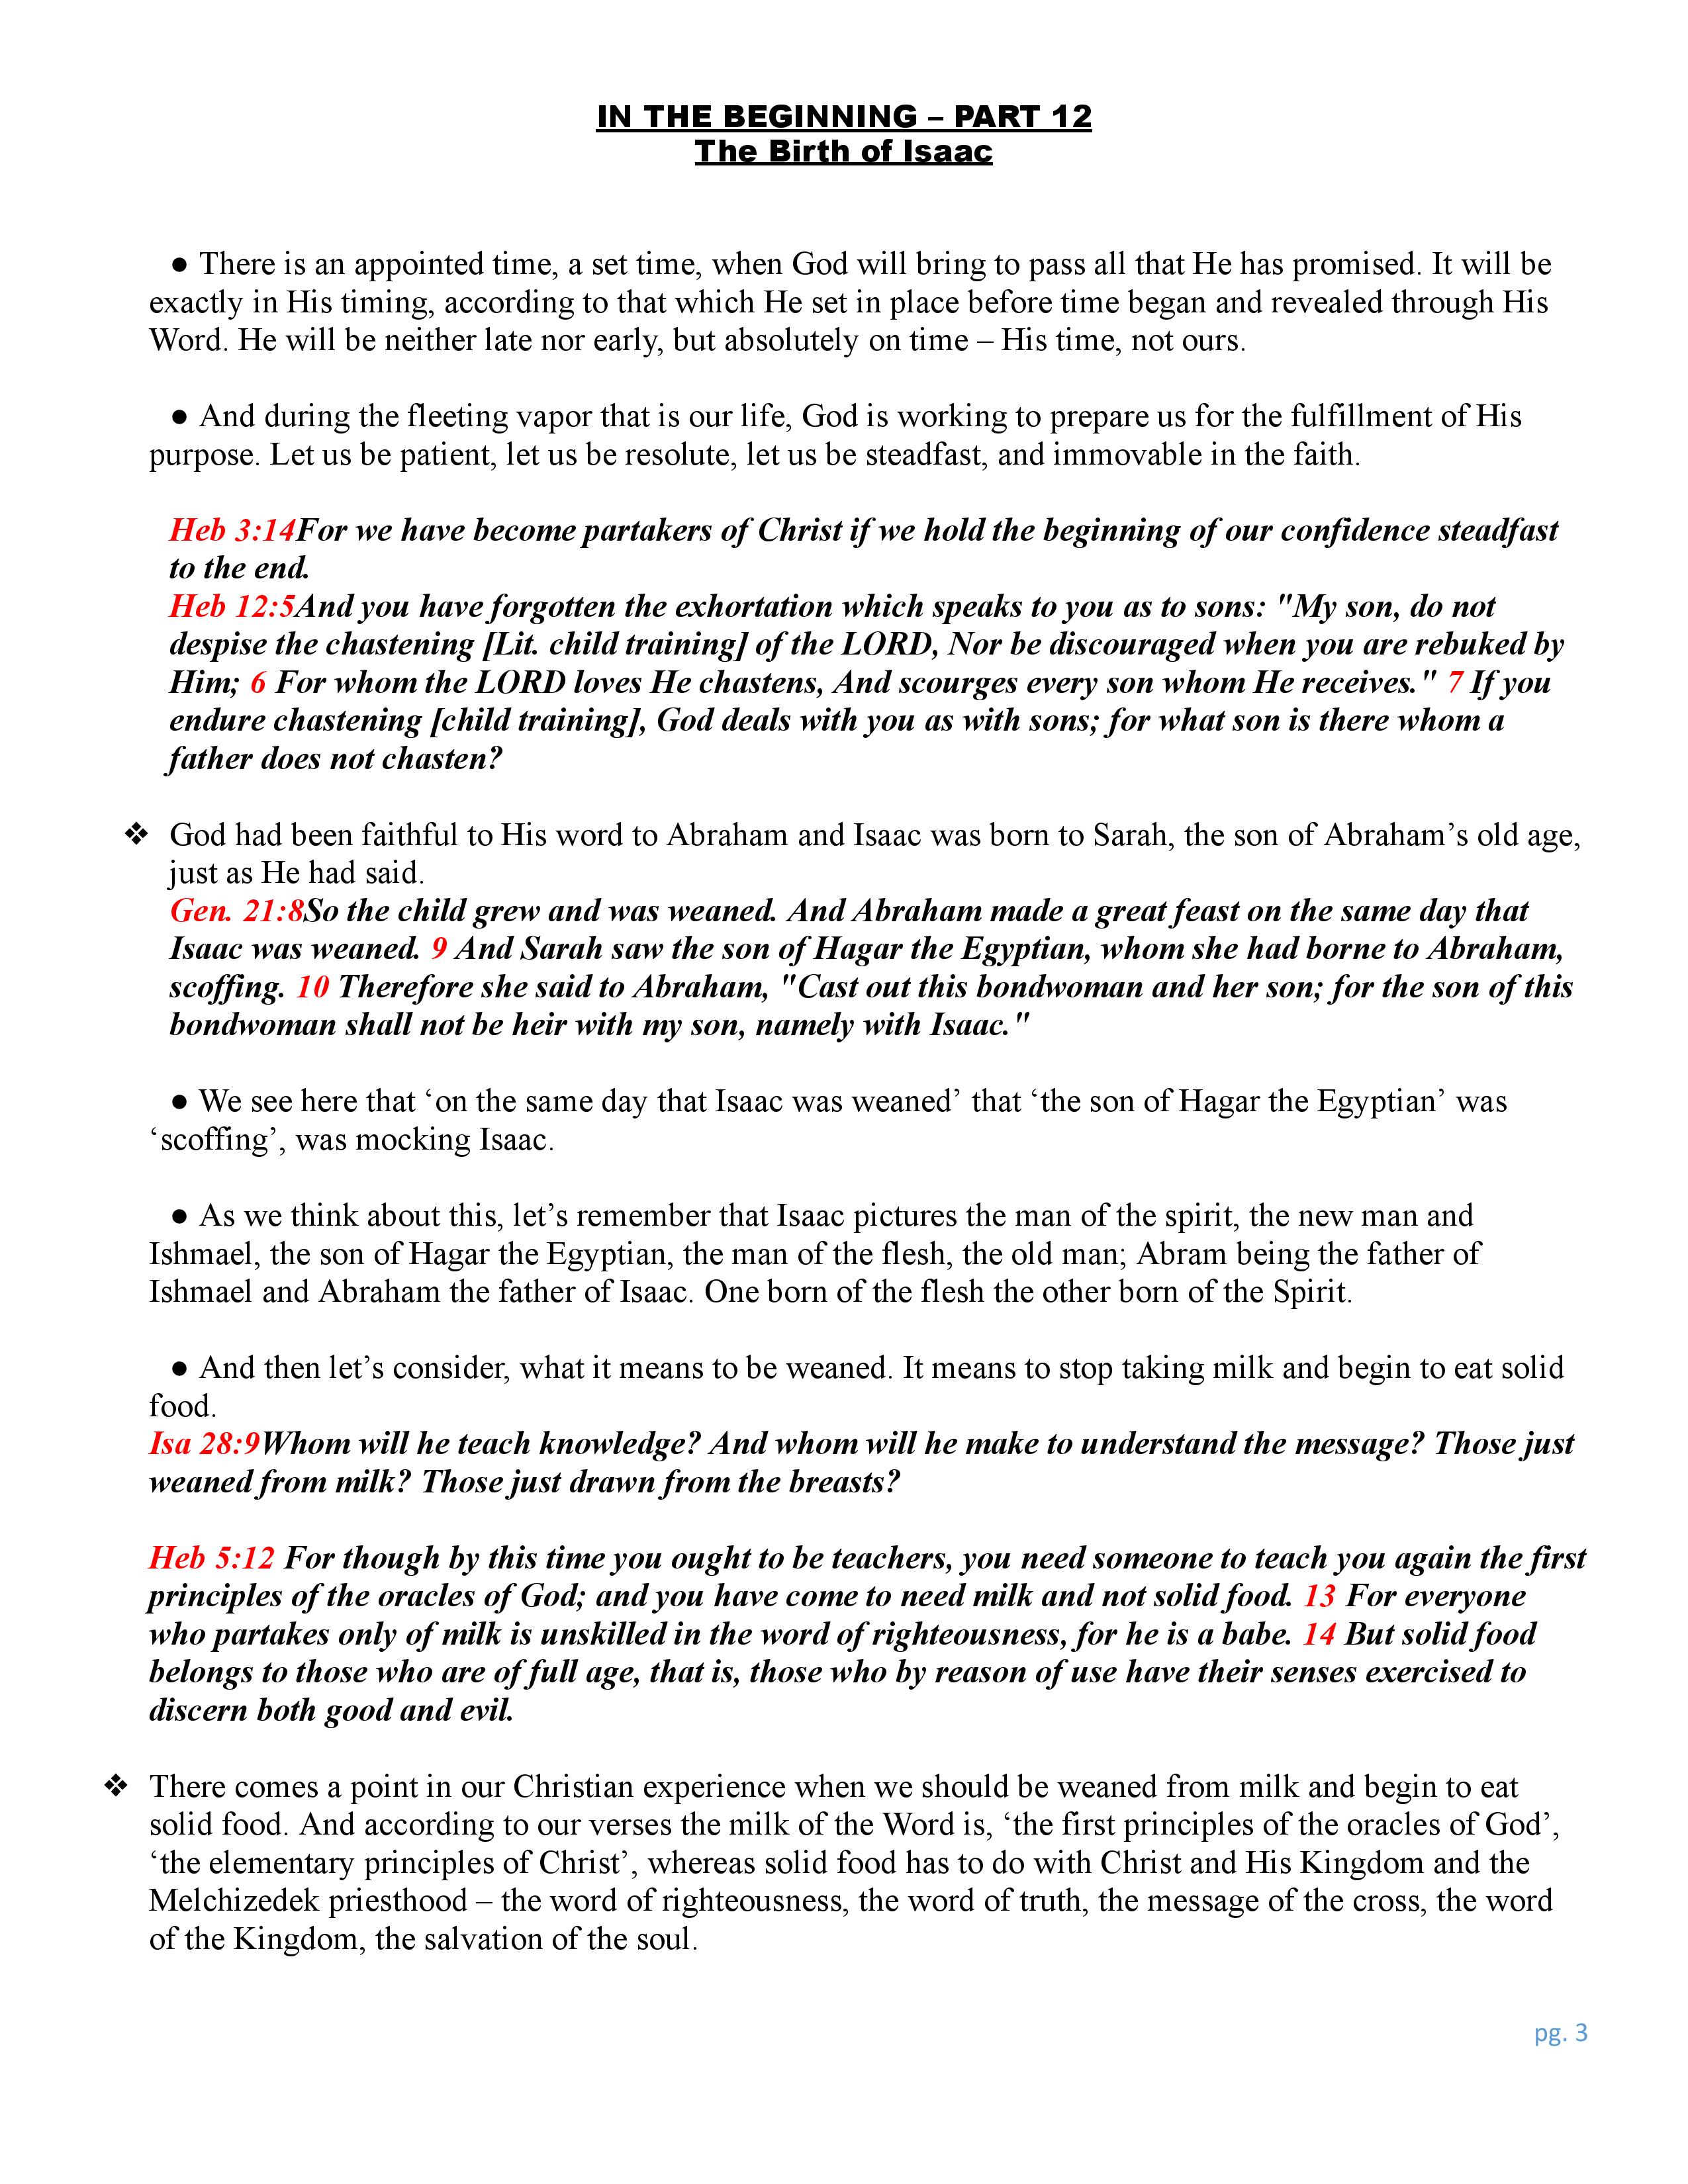 IN THE BEGINNING – PART 12
The Birth of Isaac
● There is an appointed time, a set time, when God will bring to pass all that He has promised. It will be
exactly in His timing, according to that which He set in place before time began and revealed through His
Word. He will be neither late nor early, but absolutely on time – His time, not ours.
● And during the fleeting vapor that is our life, God is working to prepare us for the fulfillment of His
purpose. Let us be patient, let us be resolute, let us be steadfast, and immovable in the faith.
Heb 3:14For we have become partakers of Christ if we hold the beginning of our confidence steadfast
to the end.
Heb 12:5And you have forgotten the exhortation which speaks to you as to sons: "My son, do not
despise the chastening [Lit. child training] of the LORD, Nor be discouraged when you are rebuked by
Him; 6 For whom the LORD loves He chastens, And scourges every son whom He receives." 7 If you
endure chastening [child training], God deals with you as with sons; for what son is there whom a
father does not chasten?
❖ God had been faithful to His word to Abraham and Isaac was born to Sarah, the son of Abraham’s old age,
just as He had said.
Gen. 21:8So the child grew and was weaned. And Abraham made a great feast on the same day that
Isaac was weaned. 9 And Sarah saw the son of Hagar the Egyptian, whom she had borne to Abraham,
scoffing. 10 Therefore she said to Abraham, "Cast out this bondwoman and her son; for the son of this
bondwoman shall not be heir with my son, namely with Isaac."
● We see here that ‘on the same day that Isaac was weaned’ that ‘the son of Hagar the Egyptian’ was
‘scoffing’, was mocking Isaac.
● As we think about this, let’s remember that Isaac pictures the man of the spirit, the new man and
Ishmael, the son of Hagar the Egyptian, the man of the flesh, the old man; Abram being the father of
Ishmael and Abraham the father of Isaac. One born of the flesh the other born of the Spirit.
● And then let’s consider, what it means to be weaned. It means to stop taking milk and begin to eat solid
food.
Isa 28:9Whom will he teach knowledge? And whom will he make to understand the message? Those just
weaned from milk? Those just drawn from the breasts?
Heb 5:12 For though by this time you ought to be teachers, you need someone to teach you again the first
principles of the oracles of God; and you have come to need milk and not solid food. 13 For everyone
who partakes only of milk is unskilled in the word of righteousness, for he is a babe. 14 But solid food
belongs to those who are of full age, that is, those who by reason of use have their senses exercised to
discern both good and evil.
❖ There comes a point in our Christian experience when we should be weaned from milk and begin to eat
solid food. And according to our verses the milk of the Word is, ‘the first principles of the oracles of God’,
‘the elementary principles of Christ’, whereas solid food has to do with Christ and His Kingdom and the
Melchizedek priesthood – the word of righteousness, the word of truth, the message of the cross, the word
of the Kingdom, the salvation of the soul.
pg. 3